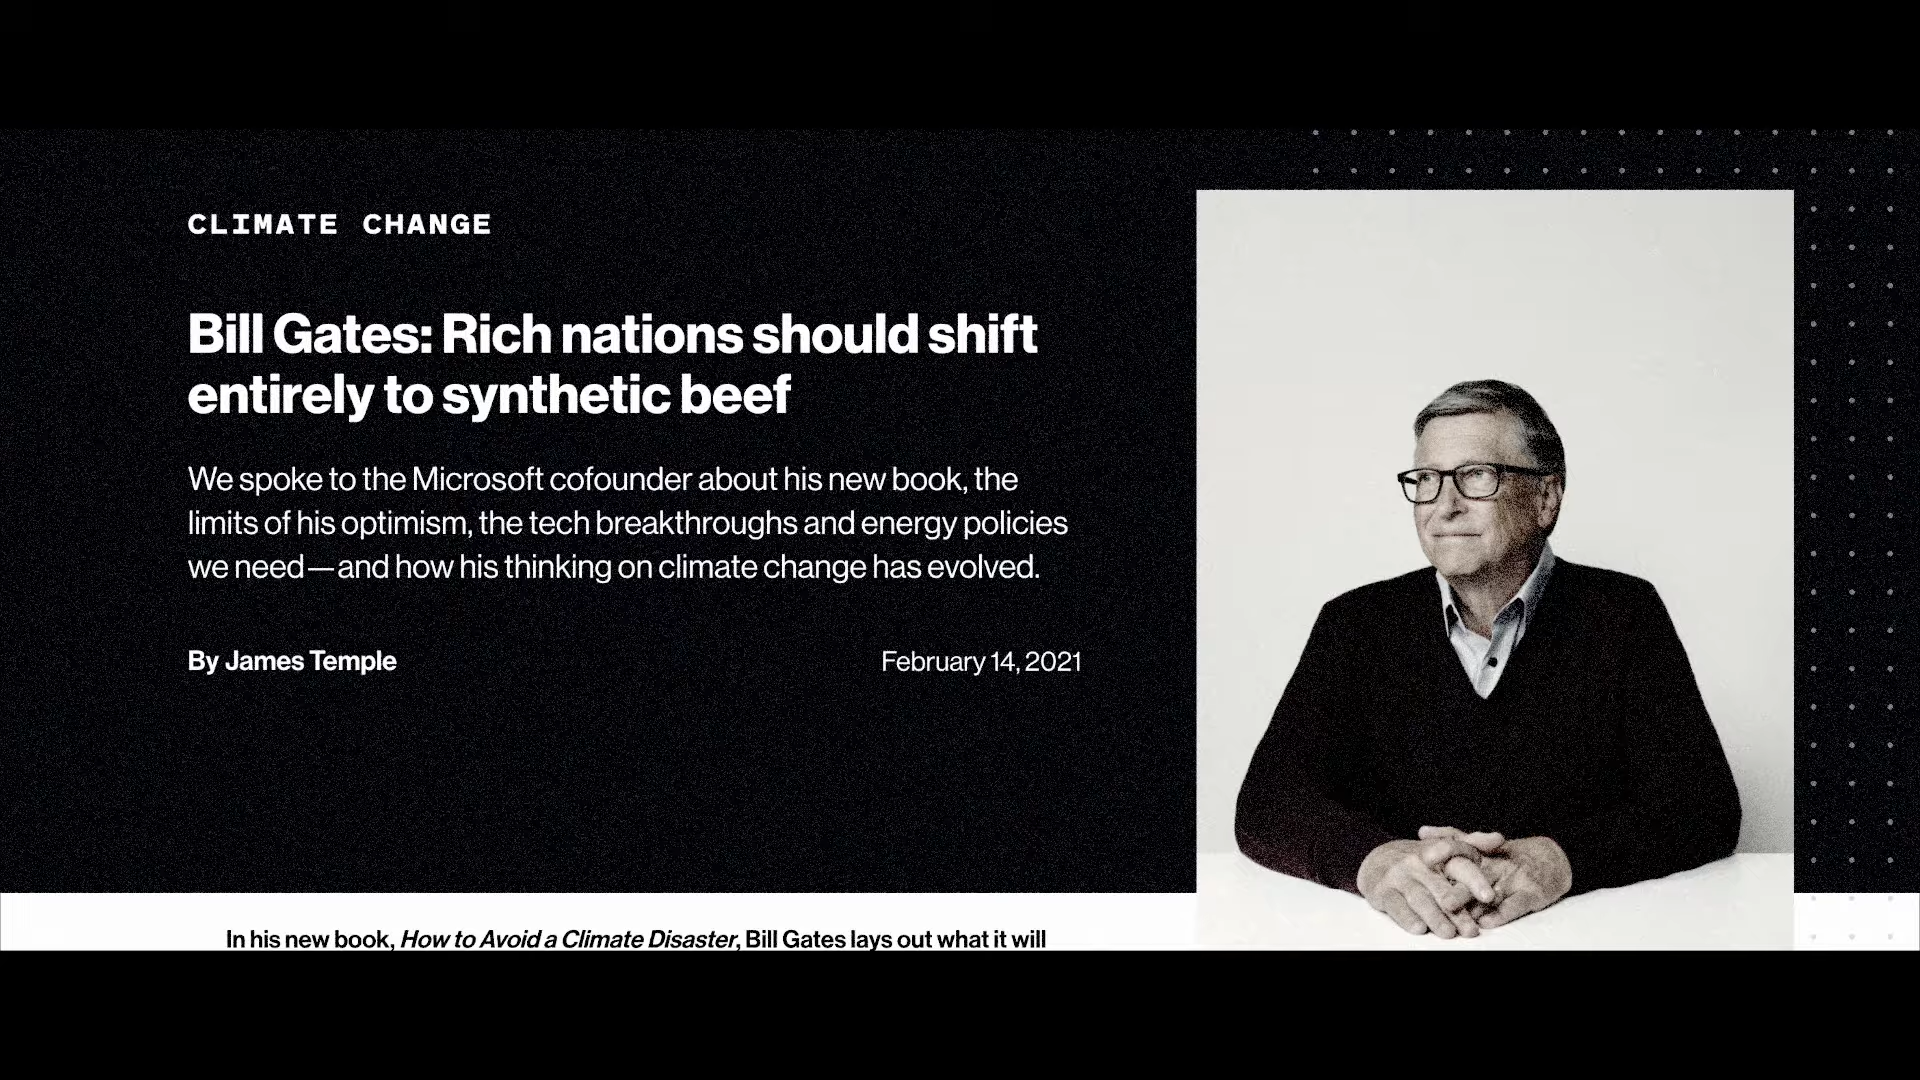 CLIMATE CHANGE
Bill Gates: Rich nations should shift
entirely to synthetic beef
We spoke to the Microsoft cofounder about his new book, the
limits of his optimism, the tech breakthroughs and energy policies
we need—and how his thinking on climate change has evolved.
By James Temple
February 14, 2021
In his new book, How to Avoid a Climate Disaster, Bill Gates lays out what it will